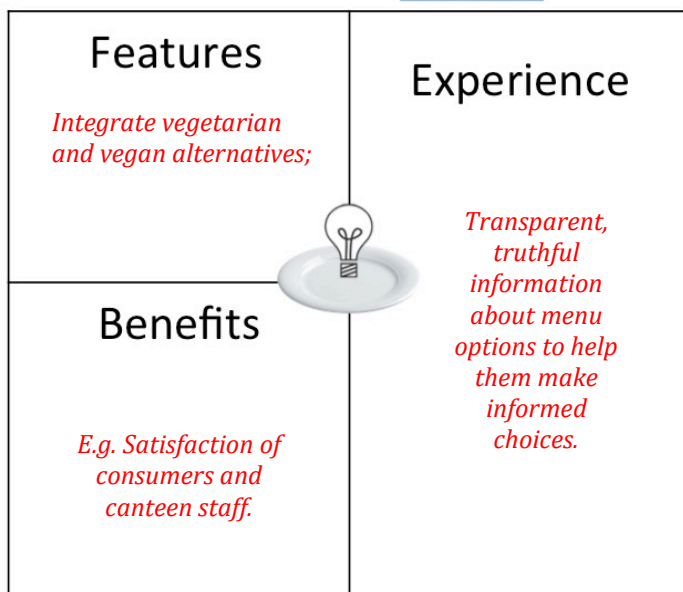 Features
Integrate vegetarian
and vegan alternatives;
Benefits
E.g. Satisfaction of
consumers and
canteen staff.
Experience
Transparent,
truthful
information
about menu
options to help
them make
informed
choices.